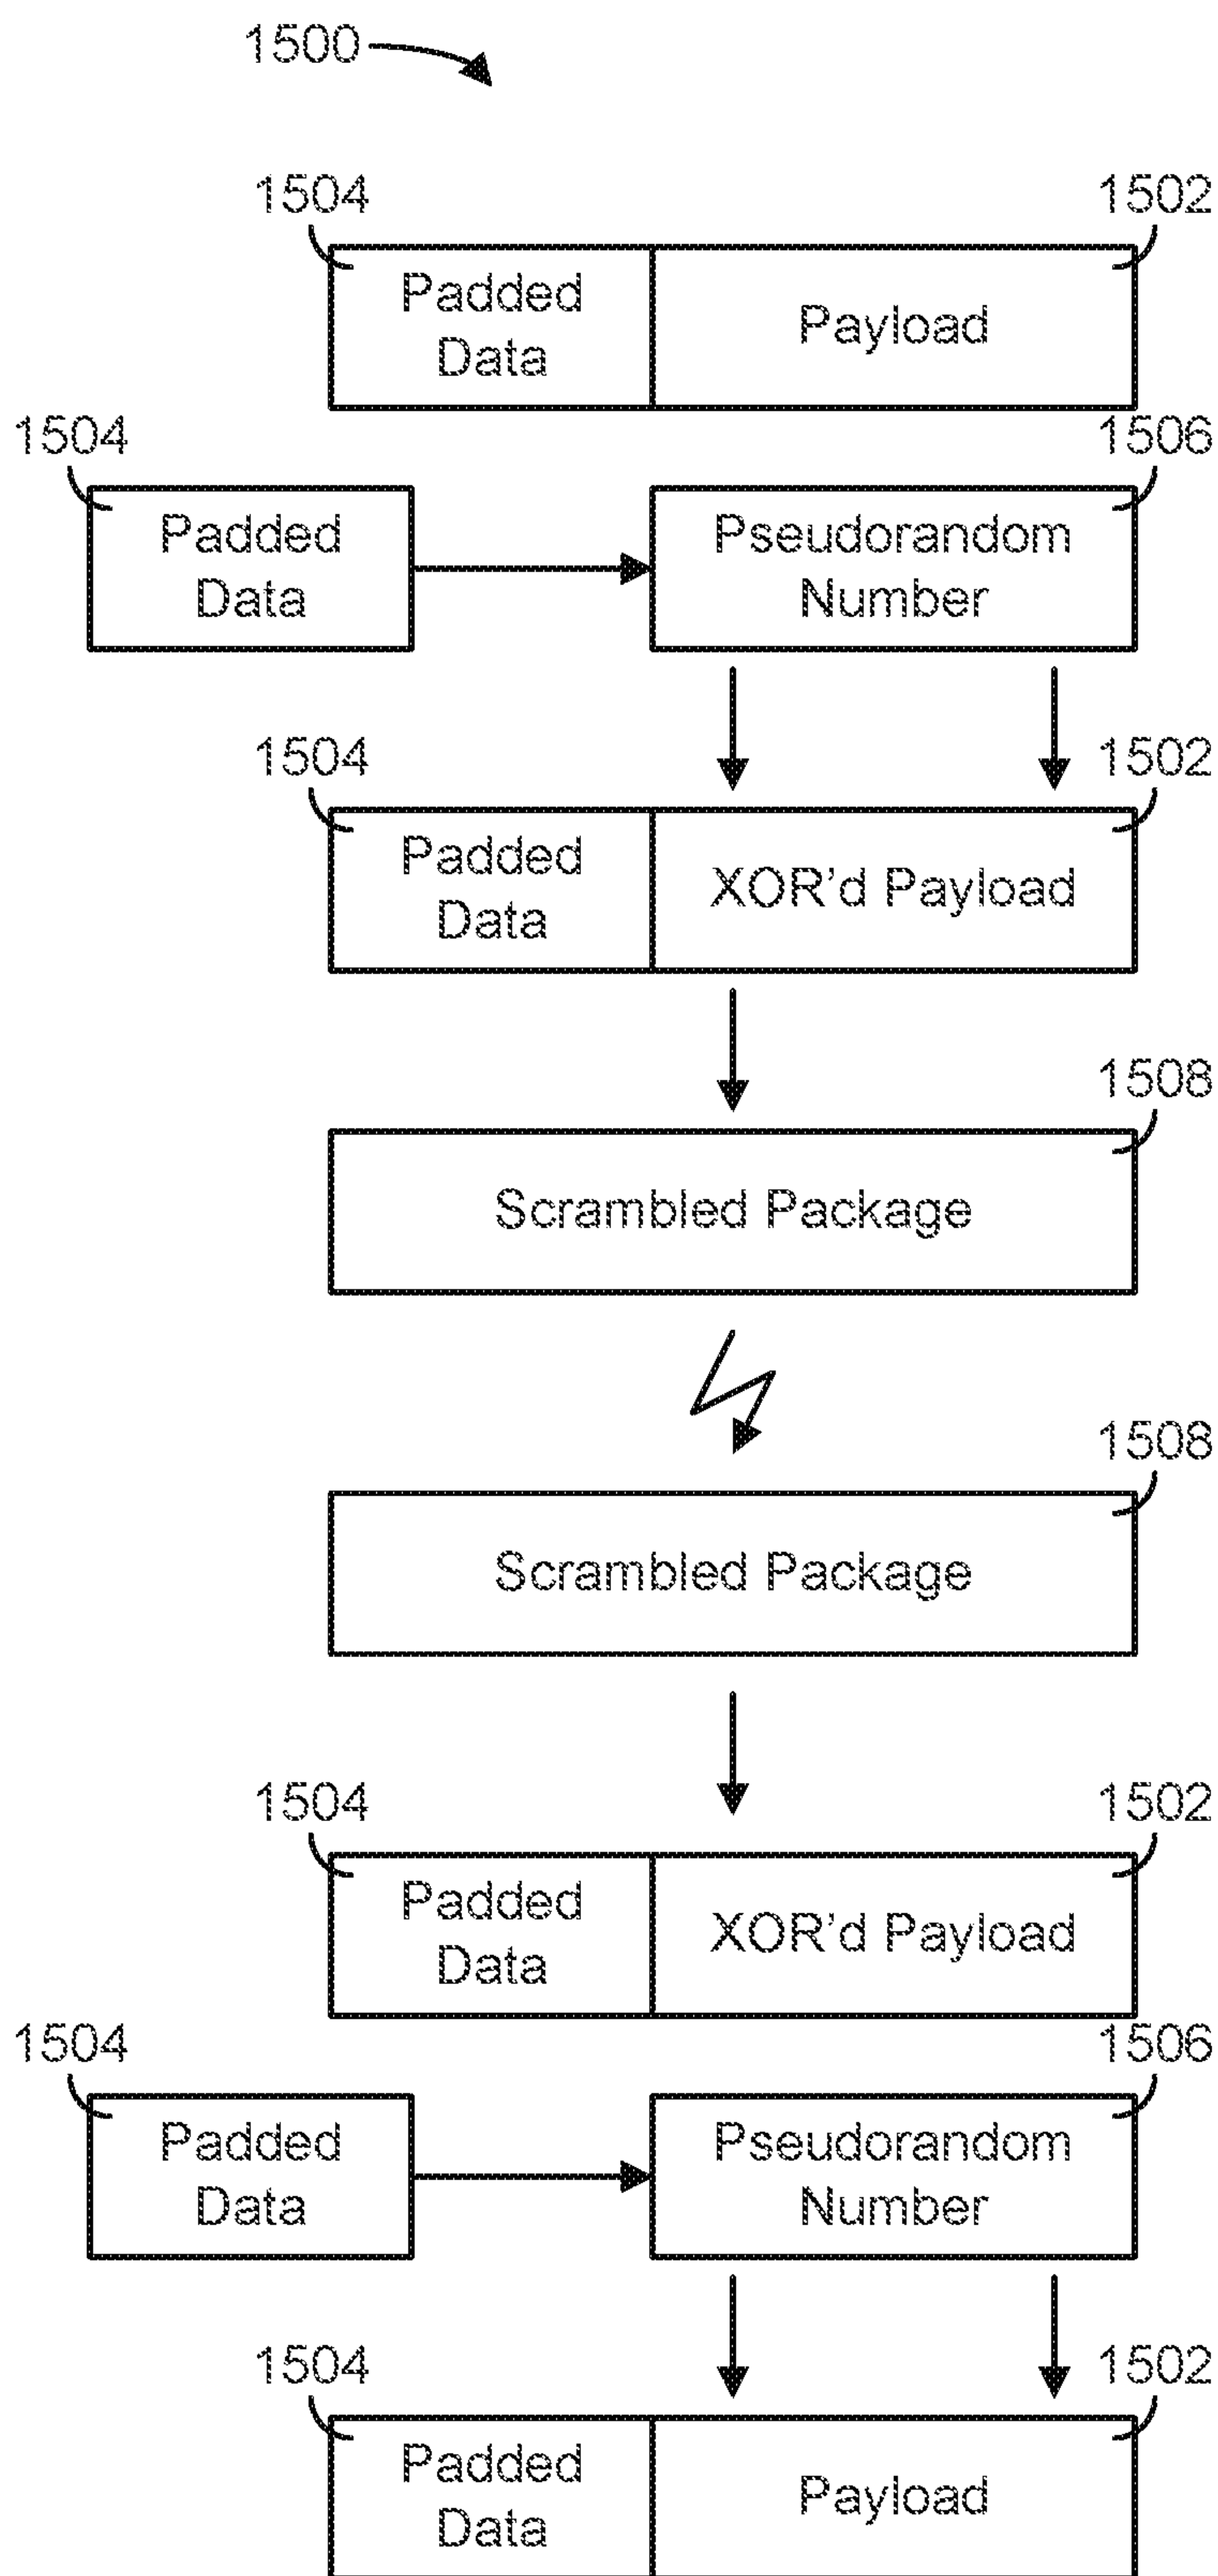 1500
1504
1502
Padded
Data
Payload
1504
1506
Padded
Data
Pseudorandom
Number
1504
1502
Padded
Data
XOR'd Payload
1508
Scrambled Package
1508
Scrambled Package
1504
1502
Padded
Data
XOR'd Payload
1504
1506
Padded
Data
Pseudorandom
Number
1504
1502
Padded
Data
Payload